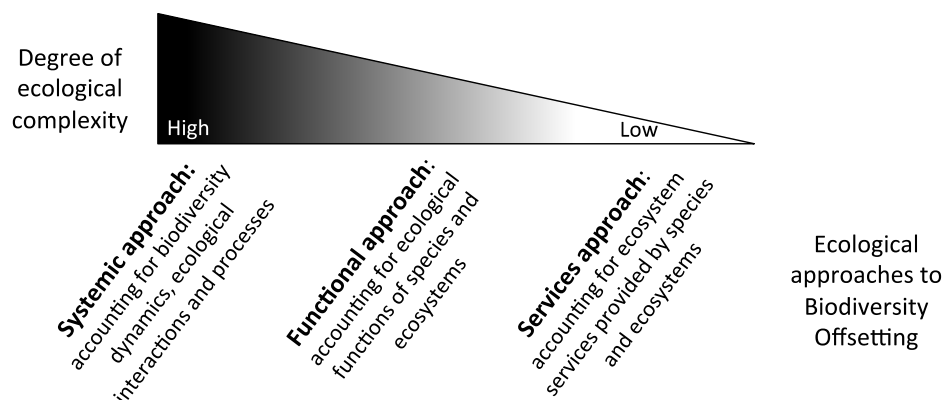 Degree of
ecological
complexity
High
Low
Systemic approach:
accounting for biodiversity
dynamics, ecological
interactions and processes
Functional approach:
accounting for ecological
functions of species and
ecosystems
Services approach:
accounting for ecosystem
services provided by species
and ecosystems
Ecological
approaches to
Biodiversity
Offsetting